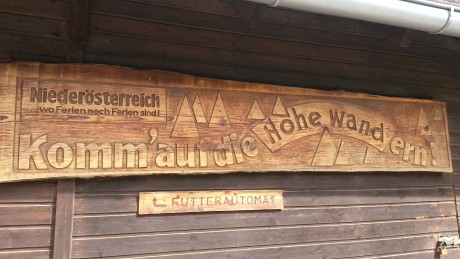 Niederösterreich
...wo Ferien noch Ferien sind!
Komm' auf die Hohe Wand ern!
FUTTERAUTOMAT